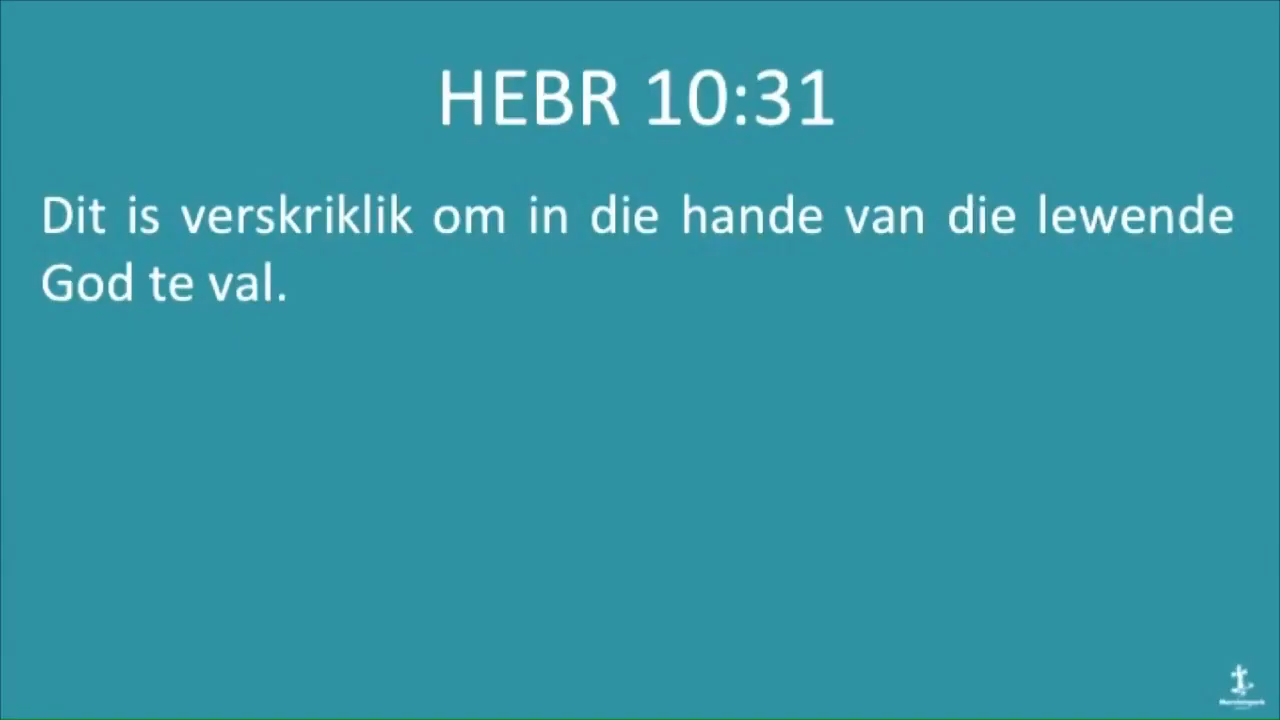 HEBR 10:31
Dit is verskriklik om in die hande van die lewende
God te val.